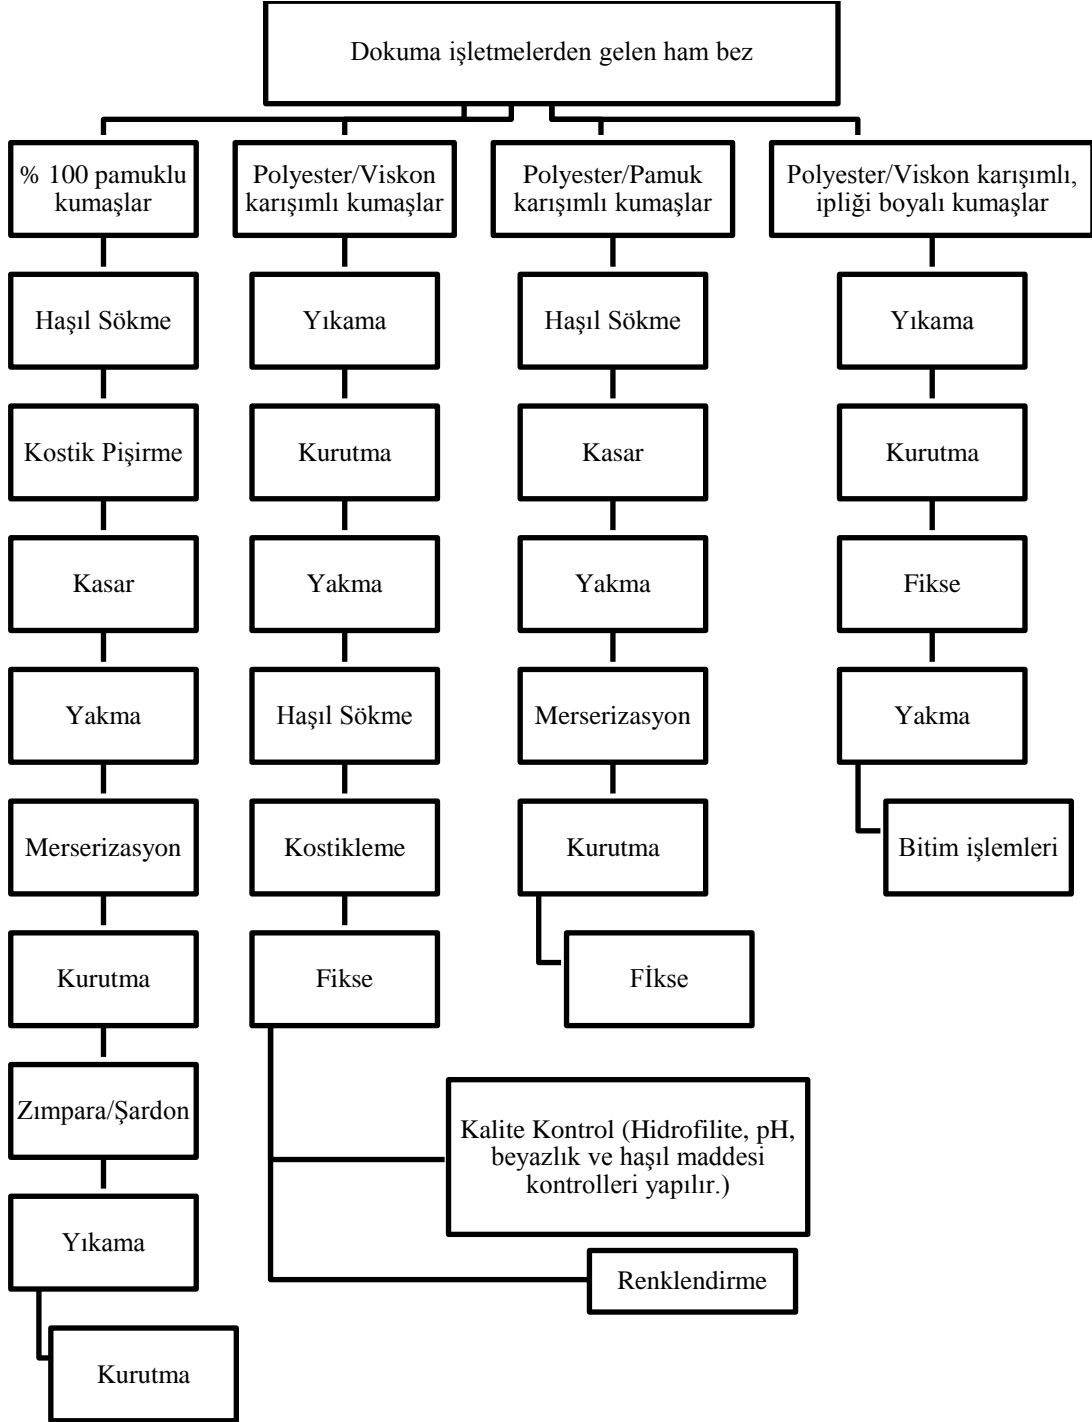 Dokuma işletmelerden gelen ham bez
% 100 pamuklu
kumaşlar
Haşıl Sökme
Kostik Pişirme
Kasar
Yakma
Merserizasyon
Kurutma
Zımpara/Şardon
Yıkama
Kurutma
Polyester/Viskon
karışımlı kumaşlar
Yıkama
Kurutma
Yakma
Haşıl Sökme
Kostikleme
Fikse
Kalite Kontrol (Hidrofilite, pH,
beyazlık ve haşıl maddesi
kontrolleri yapılır.)
Renklendirme
Polyester/Pamuk
karışımlı kumaşlar
Haşıl Sökme
Kasar
Yakma
Merserizasyon
Kurutma
Fİkse
Polyester/Viskon karışımlı,
ipliği boyalı kumaşlar
Yıkama
Kurutma
Fikse
Yakma
Bitim işlemleri